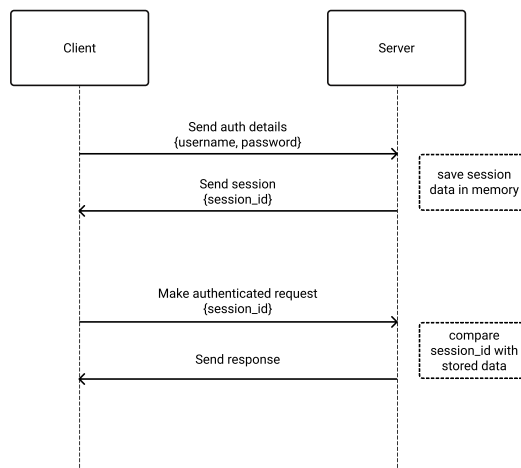 Client
Server
Send auth details
{username, password}
save session
data in memory
Send session
{session_id}
Make authenticated request
{session_id}
compare
session_id with
stored data
Send response